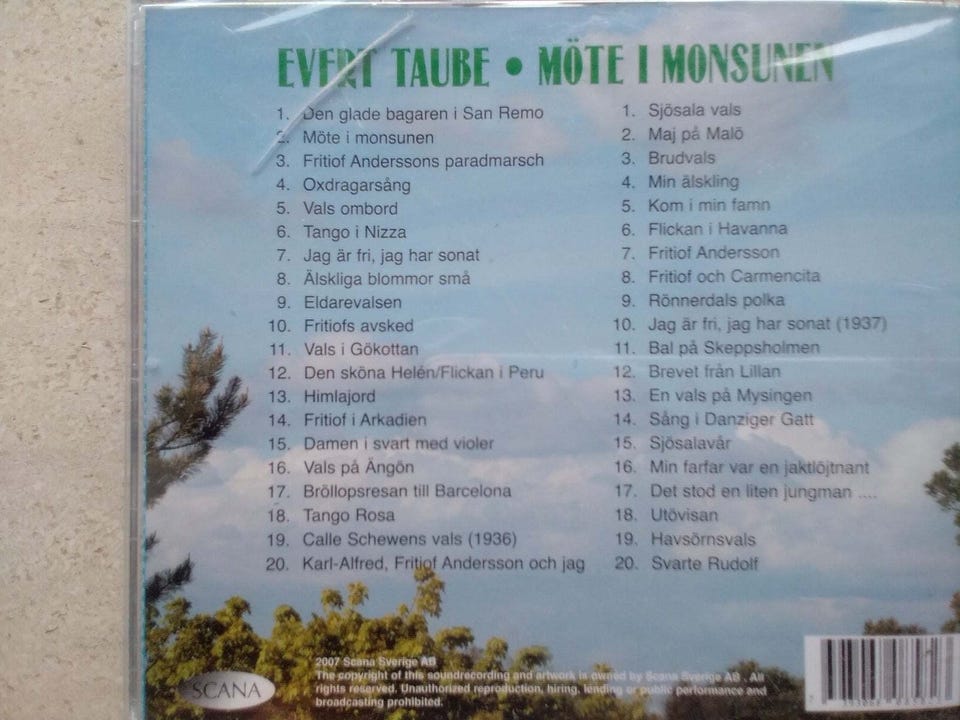 EVERT TAUBE • MÖTE I MONSUNEN
1. Den glade bagaren i San Remo
2. Möte i monsunen
3. Fritiof Anderssons paradmarsch
4. Oxdragarsång
5. Vals ombord
6. Tango i Nizza
7. Jag är fri, jag har sonat
8. Älskliga blommor små
9. Eldarevalsen
10. Fritiofs avsked
11. Vals i Gökottan
12. Den sköna Helén/Flickan i Peru
13. Himlajord
14. Fritiof i Arkadien
15. Damen i svart med violer
16. Vals på Ängön
17. Bröllopsresan till Barcelona
18. Tango Rosa
19. Calle Schewens vals (1936)
20. Karl-Alfred, Fritiof Andersson och jag
1. Sjösala vals
2. Maj på Malö
3. Brudvals
4. Min älskling
5. Kom i min famn
6. Flickan i Havanna
7. Fritiof Andersson
8. Fritiof och Carmencita
9. Rönnerdals polka
10. Jag är fri, jag har sonat (1937)
11. Bal på Skeppsholmen
12. Brevet från Lillan
13. En vals på Mysingen
14. Sång i Danziger Gatt
15. Sjösalavår
16. Min farfar var en jaktlöjtnant
17. Det stod en liten jungman ....
18. Utövisan
19. Havsörnsvals
20. Svarte Rudolf
SCANA
2007 Scana Sverige AB
The copyright of this soundrecording and artwork is owned by Scana Sverige AB . All
rights reserved. Unauthorized reproduction, hiring, lending or public performance and
broadcasting prohibited.